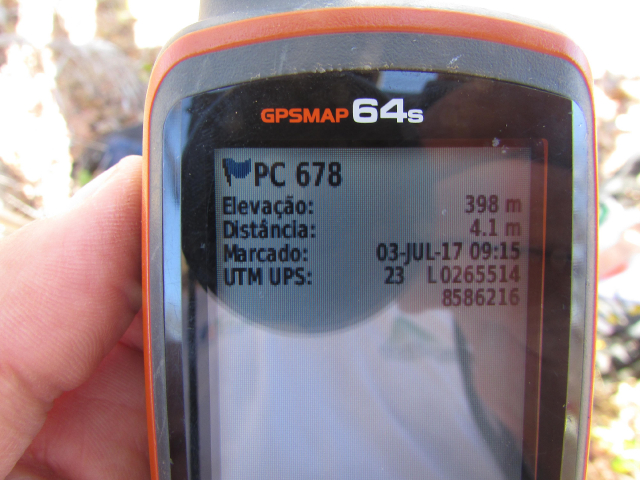 GPSMAP 64s
PC 678
Elevação: 398 m
Distância: 4.1 m
Marcado: 03-JUL-17 09:15
UTM UPS: 23 L 0265514
8586216